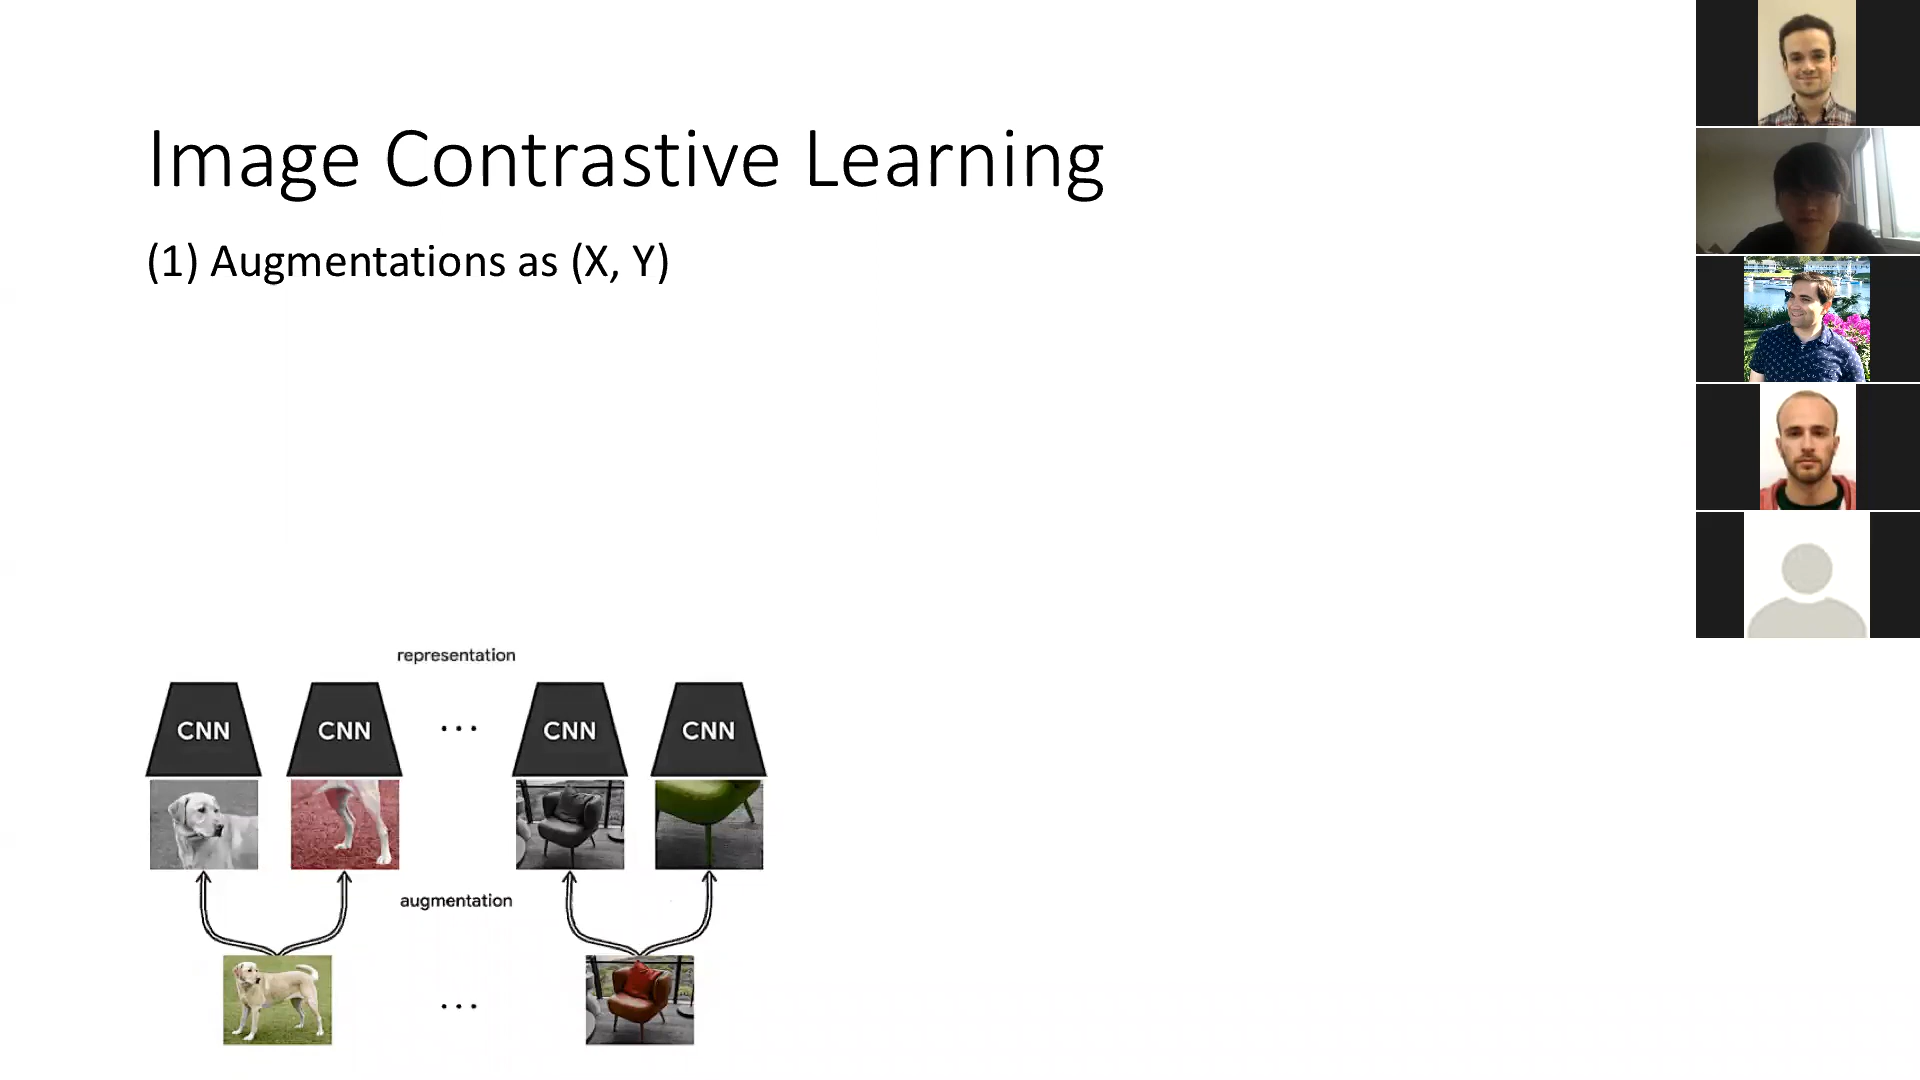 Image Contrastive Learning
(1) Augmentations as (X, Y)
representation
CNN CNN ... CNN CNN
augmentation
...